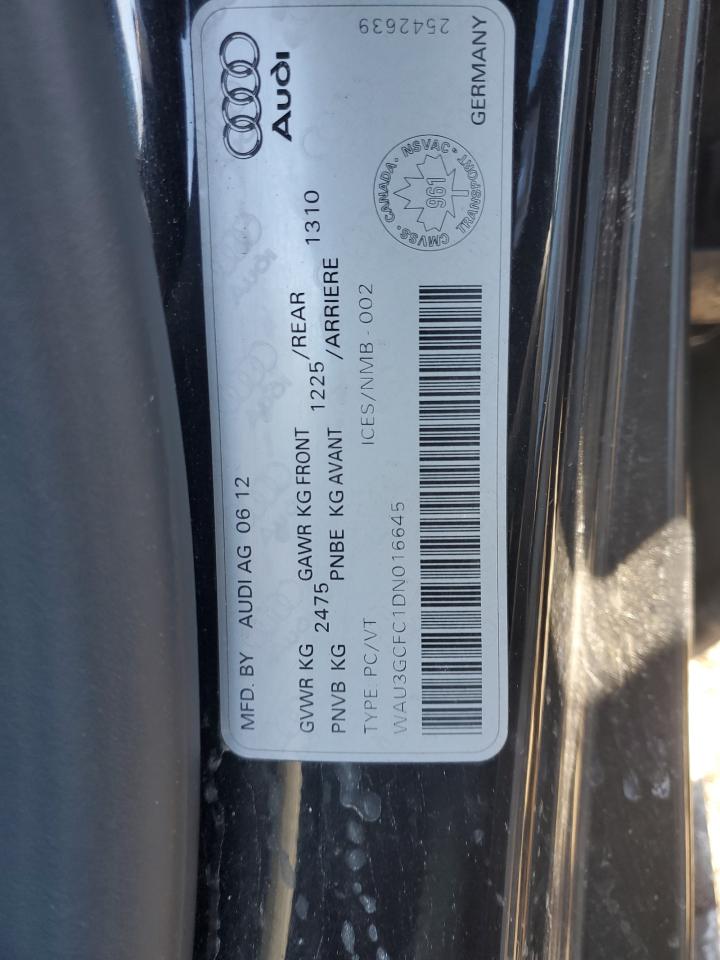 Audi
2542639
GERMANY
MFD. BY AUDI AG 06 12
GVWR KG 2475 GAWR KG FRONT 1225 /REAR 1310
PNVB KG PNBE KG AVANT /ARRIERE
TYPE: PC/VT ICES/NMB - 002
WAU3GCFC1DN016645
CMVSS. CANADA. NSVAC
961
TRANSPORT